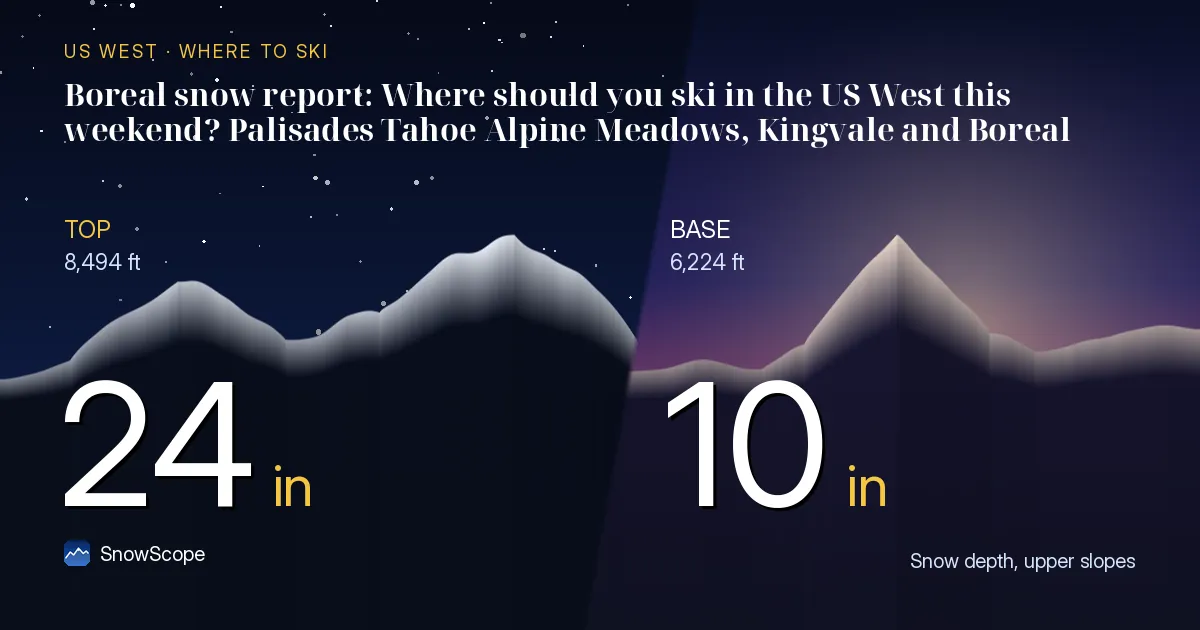 US WEST · WHERE TO SKI
Boreal snow report: Where should you ski in the US West this
weekend? Palisades Tahoe Alpine Meadows, Kingvale and Boreal
TOP
8,494 ft
BASE
6,224 ft
24 in
10 in
SnowScope
Snow depth, upper slopes